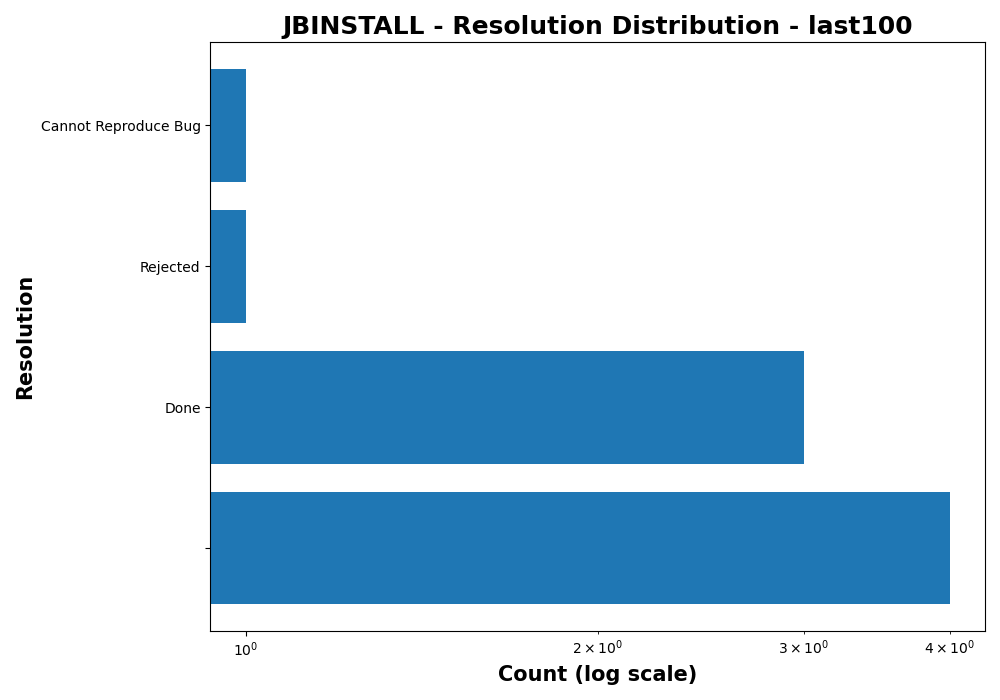 JBINSTALL - Resolution Distribution - last100
Resolution
Cannot Reproduce Bug
Rejected
Done
10⁰
2 × 10⁰
3 × 10⁰
4 × 10⁰
Count (log scale)